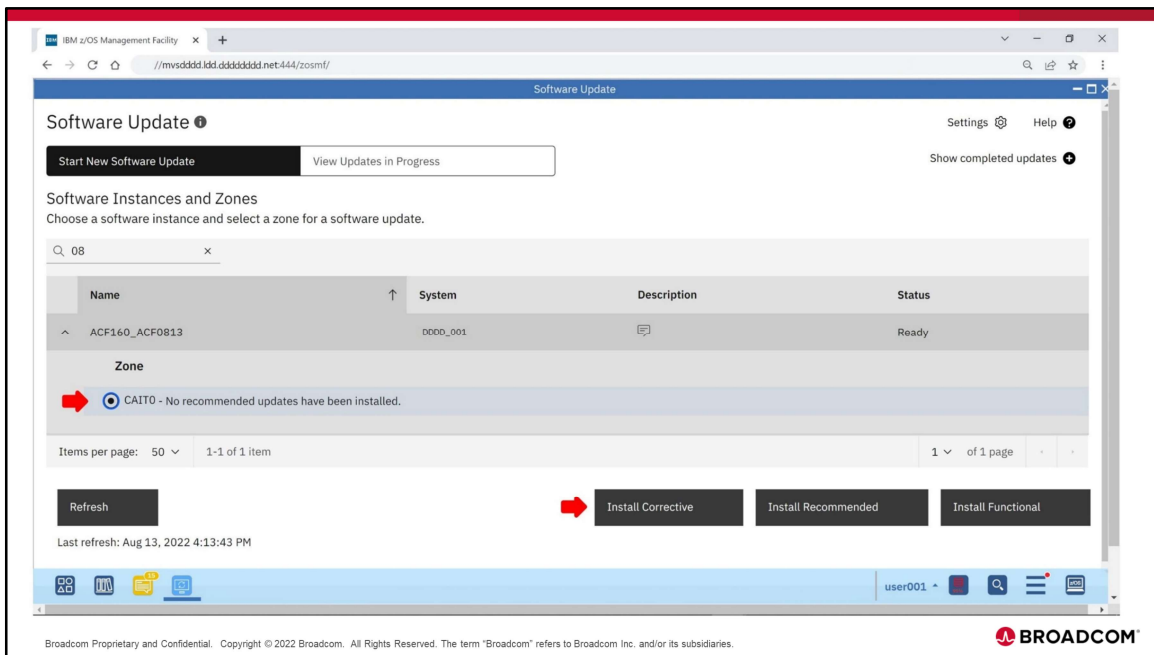 IBM IBM z/OS Management Facility
//mvsdddd.ldd.dddddddd.net:444/zosmf/
Software Update
Software Update
Settings Help
Start New Software Update View Updates in Progress Show completed updates
Software Instances and Zones
Choose a software instance and select a zone for a software update.
08
Name System Description Status
ACF160_ACF0813 DDDD_001 Ready
Zone
CAIT0 - No recommended updates have been installed.
Items per page: 50 1-1 of 1 item 1 of 1 page
Refresh Install Corrective Install Recommended Install Functional
Last refresh: Aug 13, 2022 4:13:43 PM
user001 z/OS
Broadcom Proprietary and Confidential. Copyright © 2022 Broadcom. All Rights Reserved. The term “Broadcom” refers to Broadcom Inc. and/or its subsidiaries.
BROADCOM®